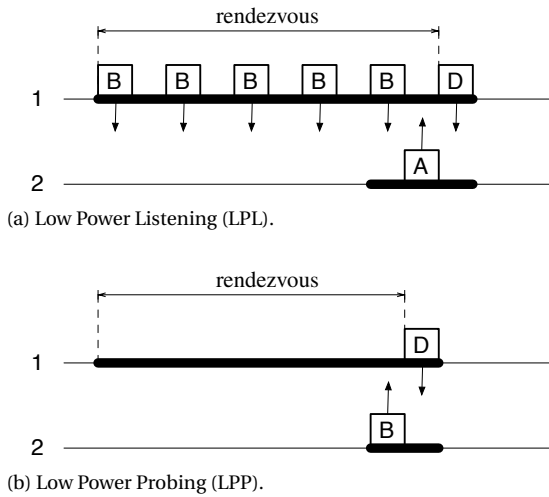 rendezvous
B B B B B D
1
A
2
(a) Low Power Listening (LPL).
rendezvous
D
1
B
2
(b) Low Power Probing (LPP).